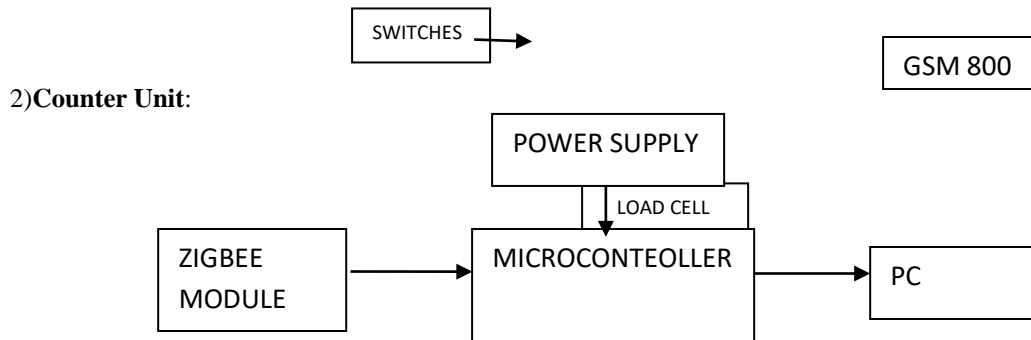 SWITCHES
GSM 800
2)Counter Unit:
POWER SUPPLY
LOAD CELL
ZIGBEE
MODULE
MICROCONTEOLLER
PC